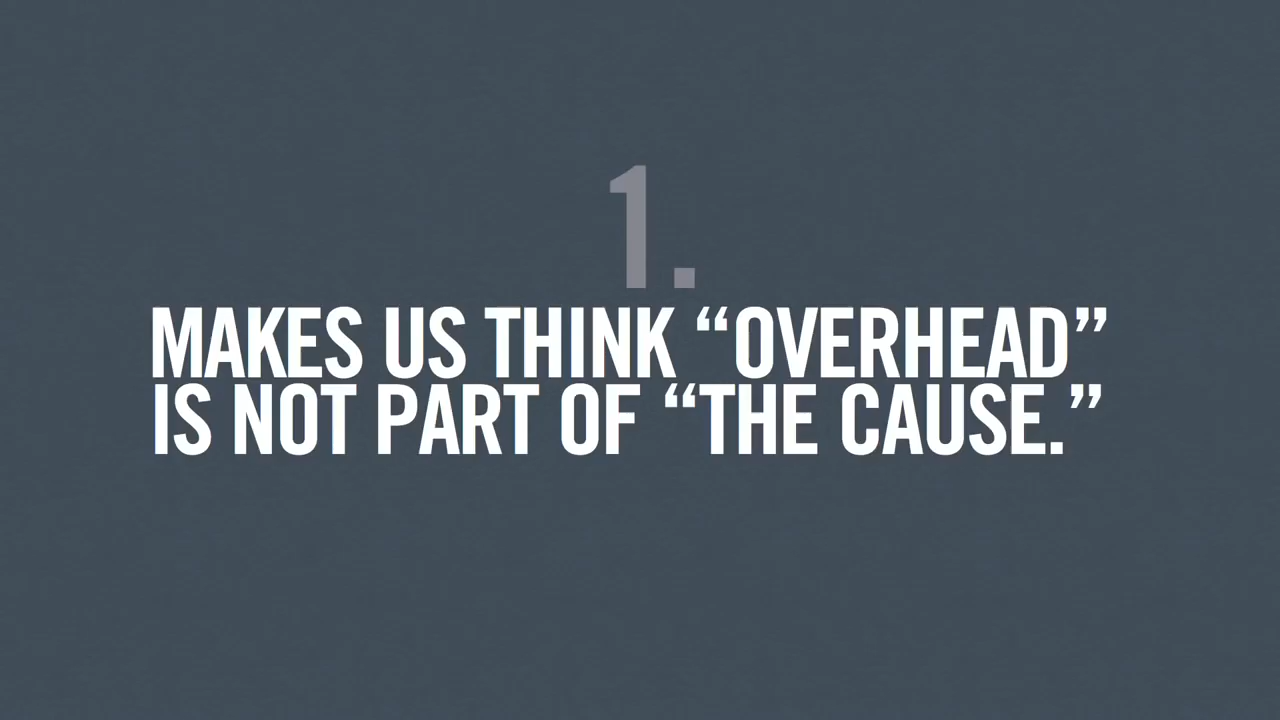 1.
MAKES US THINK “OVERHEAD”
IS NOT PART OF “THE CAUSE.”